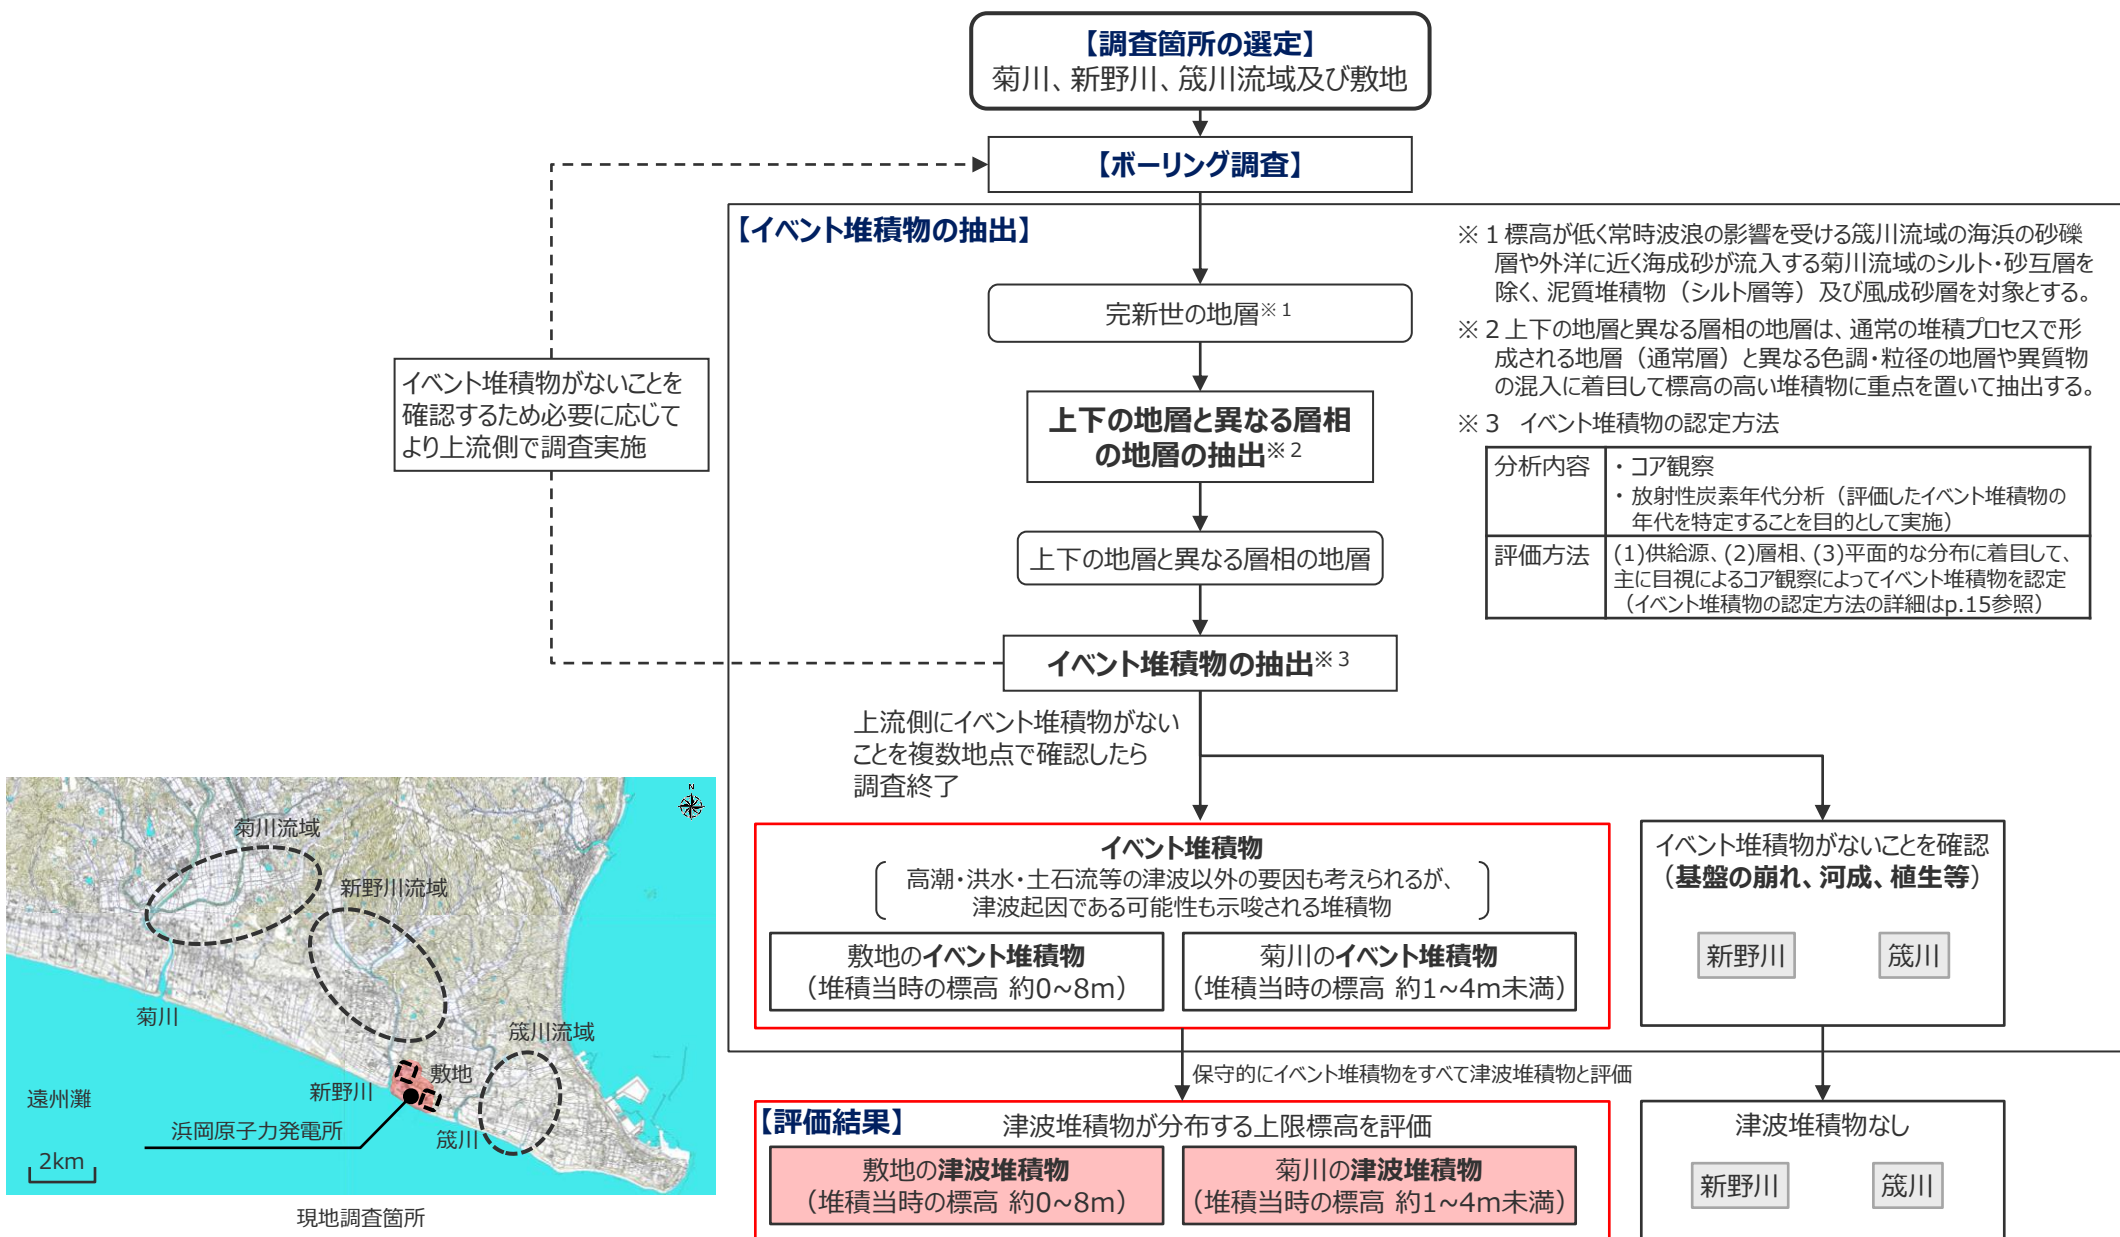 【調査箇所の選定】
菊川、新野川、筬川流域及び敷地
【ボーリング調査】
【イベント堆積物の抽出】
完新世の地層※1
上下の地層と異なる層相
の地層の抽出※2
上下の地層と異なる層相の地層
イベント堆積物の抽出※3
イベント堆積物がないことを
確認するため必要に応じて
より上流側で調査実施
※1 標高が低く常時波浪の影響を受ける筬川流域の海浜の砂礫
層や外洋に近く海成砂が流入する菊川流域のシルト・砂互層を
除く、泥質堆積物（シルト層等）及び風成砂層を対象とする。
※2 上下の地層と異なる層相の地層は、通常の堆積プロセスで形
成される地層（通常層）と異なる色調・粒径の地層や異質物
の混入に着目して標高の高い堆積物に重点を置いて抽出する。
※3 イベント堆積物の認定方法
分析内容
・コア観察
・放射性炭素年代分析（評価したイベント堆積物の
年代を特定することを目的として実施）
評価方法
(1)供給源、(2)層相、(3)平面的な分布に着目して、
主に目視によるコア観察によってイベント堆積物を認定
（イベント堆積物の認定方法の詳細はp.15参照）
上流側にイベント堆積物がない
ことを複数地点で確認したら
調査終了
イベント堆積物
高潮・洪水・土石流等の津波以外の要因も考えられるが、
津波起因である可能性も示唆される堆積物
敷地のイベント堆積物
（堆積当時の標高 約0~8m）
菊川のイベント堆積物
（堆積当時の標高 約1~4m未満）
イベント堆積物がないことを確認
（基盤の崩れ、河成、植生等）
新野川
筬川
保守的にイベント堆積物をすべて津波堆積物と評価
【評価結果】
津波堆積物が分布する上限標高を評価
敷地の津波堆積物
（堆積当時の標高 約0~8m）
菊川の津波堆積物
（堆積当時の標高 約1~4m未満）
津波堆積物なし
新野川
筬川
N
菊川流域
新野川流域
菊川
筬川流域
敷地
新野川
遠州灘
浜岡原子力発電所
筬川
2km
現地調査箇所